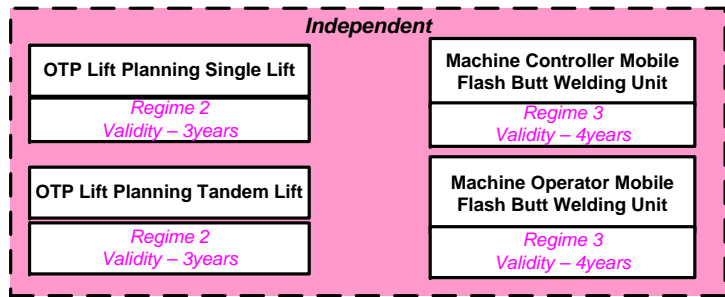 Independent
OTP Lift Planning Single Lift
Regime 2
Validity – 3years
Machine Controller Mobile
Flash Butt Welding Unit
Regime 3
Validity – 4years
OTP Lift Planning Tandem Lift
Regime 2
Validity – 3years
Machine Operator Mobile
Flash Butt Welding Unit
Regime 3
Validity – 4years